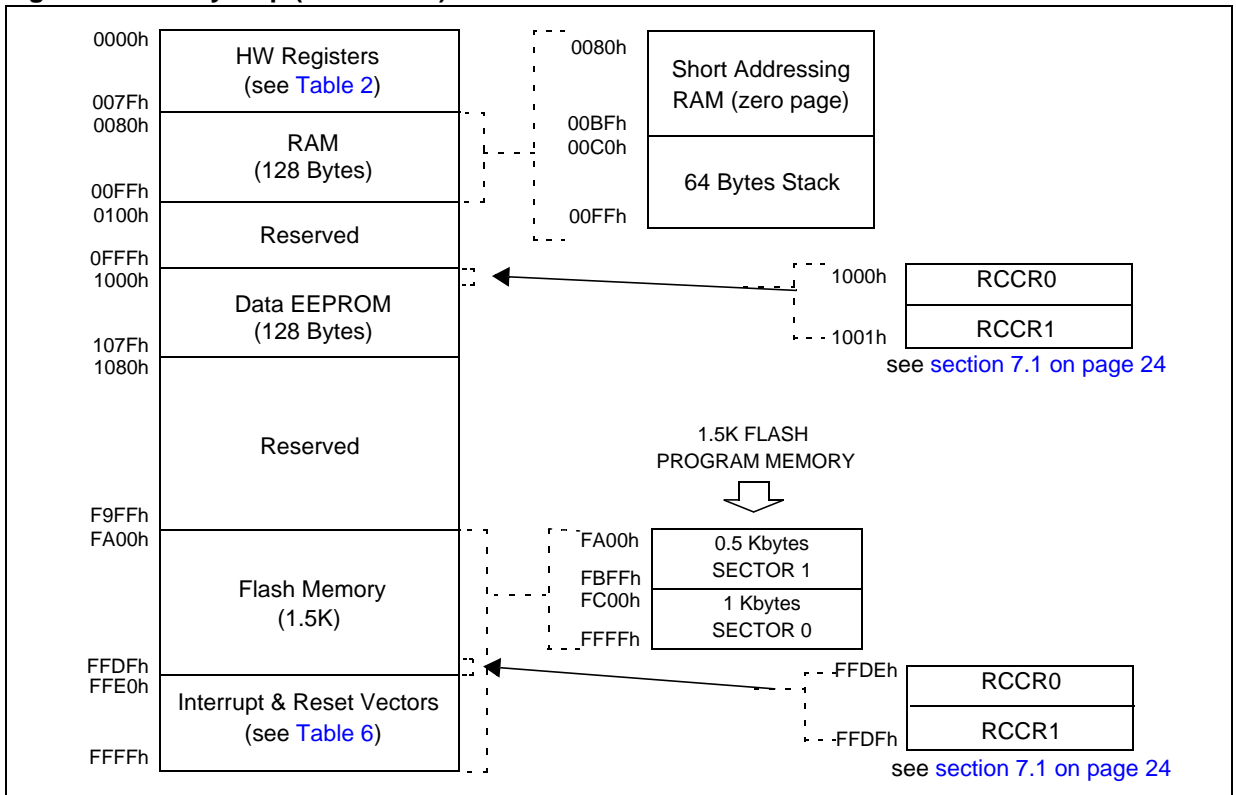 0000h
HW Registers
(see Table 2)
007Fh
0080h
RAM
(128 Bytes)
00FFh
0100h
Reserved
0FFFh
1000h
Data EEPROM
(128 Bytes)
107Fh
1080h
Reserved
F9FFh
FA00h
Flash Memory
(1.5K)
FFDFh
FFE0h
Interrupt & Reset Vectors
(see Table 6)
FFFFh
0080h
Short Addressing
RAM (zero page)
00BFh
00C0h
64 Bytes Stack
00FFh
1000h
RCCR0
RCCR1
1001h
see section 7.1 on page 24
1.5K FLASH
PROGRAM MEMORY
FA00h
0.5 Kbytes
SECTOR 1
FBFFh
FC00h
1 Kbytes
SECTOR 0
FFFFh
FFDEh
RCCR0
RCCR1
FFDFh
see section 7.1 on page 24